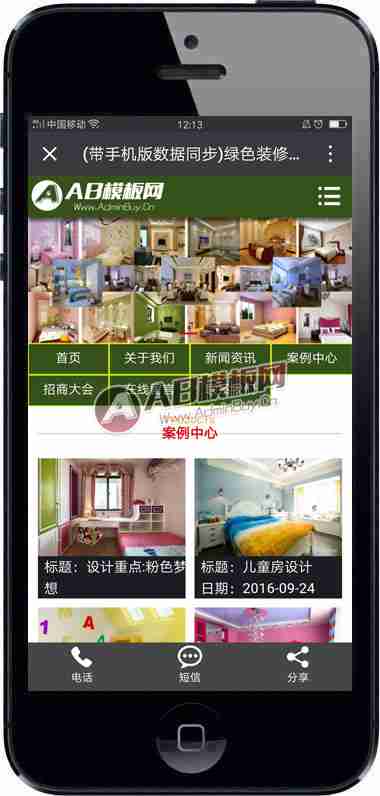 中国移动
12:13
(带手机版数据同步)绿色装修...
AB模板网
Www.AdminBuy.Cn
首页 关于我们 新闻资讯 案例中心
招商大会 在线
AB模板网
www.AdminBuy.Cn
案例中心
标题：设计重点:粉色梦
想
标题：儿童房设计
日期：2016-09-24
A
电话 短信 分享